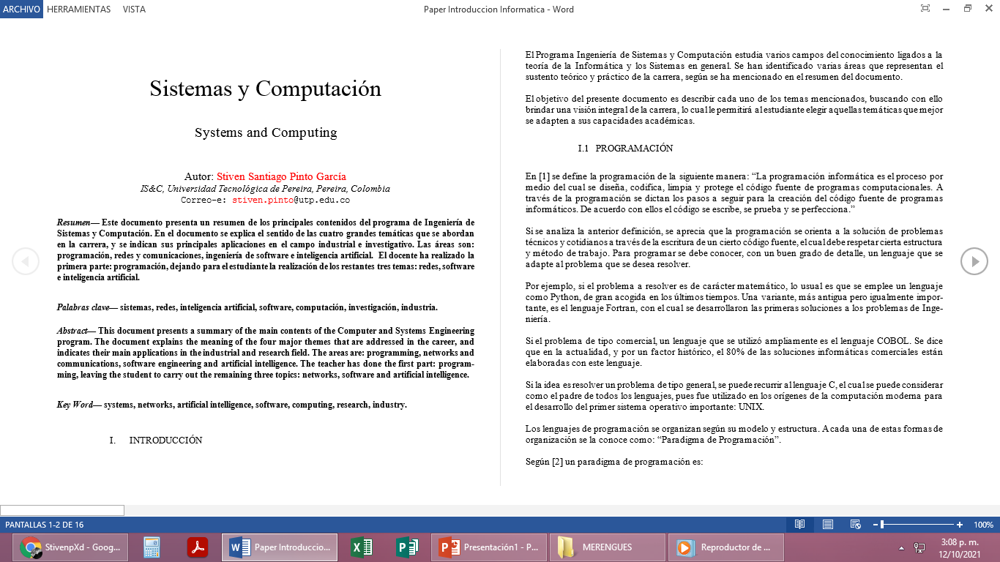 ARCHIVO HERRAMIENTAS VISTA
Paper Introduccion Informatica - Word
Sistemas y Computación
Systems and Computing
Autor: Stiven Santiago Pinto García
IS&C, Universidad Tecnológica de Pereira, Pereira, Colombia
Correo-e: stiven.pinto@utp.edu.co
Resumen— Este documento presenta un resumen de los principales contenidos del programa de Ingeniería de
Sistemas y Computación. En el documento se explica el sentido de las cuatro grandes temáticas que se abordan
en la carrera, y se indican sus principales aplicaciones en el campo industrial e investigativo. Las áreas son:
programación, redes y comunicaciones, ingeniería de software e inteligencia artificial. El docente ha realizado la
primera parte: programación, dejando para el estudiante la realización de los restantes tres temas: redes, software
e inteligencia artificial.
Palabras clave— sistemas, redes, inteligencia artificial, software, computación, investigación, industria.
Abstract— This document presents a summary of the main contents of the Computer and Systems Engineering
program. The document explains the meaning of the four major themes that are addressed in the career, and
indicates their main applications in the industrial and research field. The areas are: programming, networks and
communications, software engineering and artificial intelligence. The teacher has done the first part: program-
ming, leaving the student to carry out the remaining three topics: networks, software and artificial intelligence.
Key Word— systems, networks, artificial intelligence, software, computing, research, industry.
I. INTRODUCCIÓN
El Programa Ingeniería de Sistemas y Computación estudia varios campos del conocimiento ligados a la
teoría de la Informática y los Sistemas en general. Se han identificado varias áreas que representan el
sustento teórico y práctico de la carrera, según se ha mencionado en el resumen del documento.
El objetivo del presente documento es describir cada uno de los temas mencionados, buscando con ello
brindar una visión integral de la carrera, lo cual le permitirá al estudiante elegir aquellas temáticas que mejor
se adapten a sus capacidades académicas.
I.1 PROGRAMACIÓN
En [1] se define la programación de la siguiente manera: “La programación informática es el proceso por
medio del cual se diseña, codifica, limpia y protege el código fuente de programas computacionales. A
través de la programación se dictan los pasos a seguir para la creación del código fuente de programas
informáticos. De acuerdo con ellos el código se escribe, se prueba y se perfecciona.”
Si se analiza la anterior definición, se aprecia que la programación se orienta a la solución de problemas
técnicos y cotidianos a través de la escritura de un cierto código fuente, el cual debe respetar cierta estructura
y método de trabajo. Para programar se debe conocer, con un buen grado de detalle, un lenguaje que se
adapte al problema que se desea resolver.
Por ejemplo, si el problema a resolver es de carácter matemático, lo usual es que se emplee un lenguaje
como Python, de gran acogida en los últimos tiempos. Una variante, más antigua pero igualmente impor-
tante, es el lenguaje Fortran, con el cual se desarrollaron las primeras soluciones a los problemas de Inge-
niería.
Si el problema de tipo comercial, un lenguaje que se utilizó ampliamente es el lenguaje COBOL. Se dice
que en la actualidad, y por un factor histórico, el 80% de las soluciones informáticas comerciales están
elaboradas con este lenguaje.
Si la idea es resolver un problema de tipo general, se puede recurrir al lenguaje C, el cual se puede considerar
como el padre de todos los lenguajes, pues fue utilizado en los orígenes de la computación moderna para
el desarrollo del primer sistema operativo importante: UNIX.
Los lenguajes de programación se organizan según su modelo y estructura. A cada una de estas formas de
organización se la conoce como: “Paradigma de Programación”.
Según [2] un paradigma de programación es:
PANTALLAS 1-2 DE 16
100%
StivenpXd - Goog...
Paper Introduccio...
Presentación1 - P...
MERENGUES
Reproductor de ...
3:08 p. m.
12/10/2021